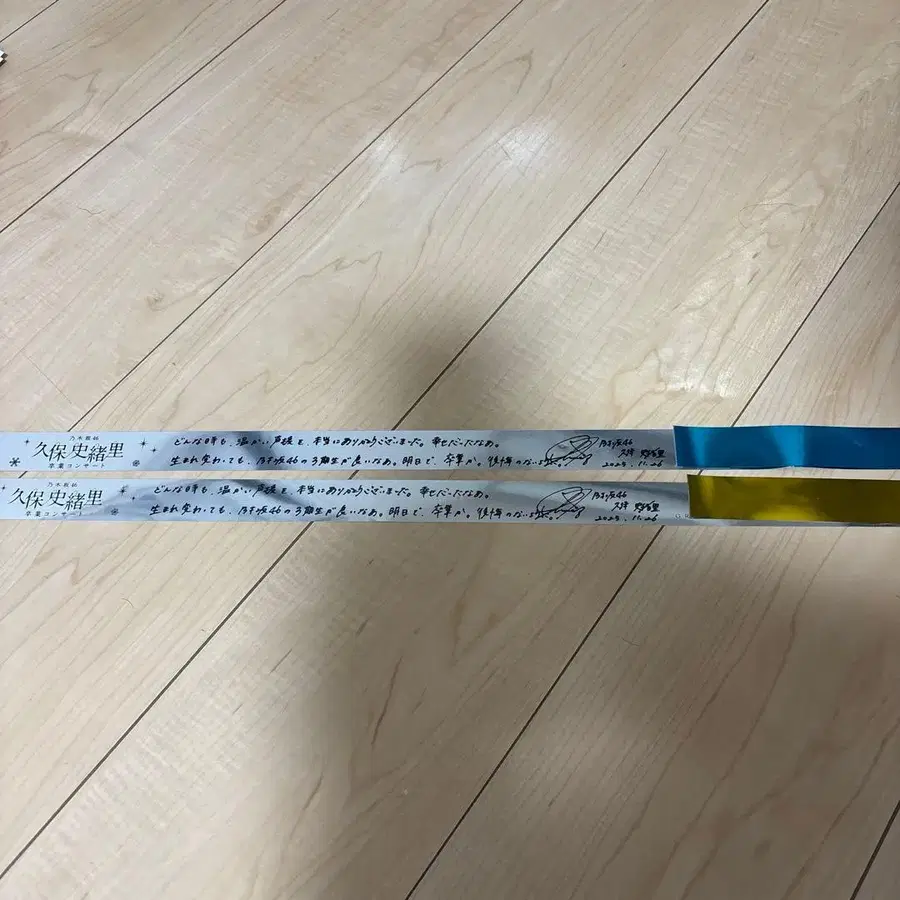 乃木坂46
久保史緒里
卒業コンサート
どんな時も、温かい声援を、本当にありがとうございました。幸せだったなぁ。
生まれ変わっても、乃木坂46の3期生が良いなぁ。明日で、卒業か。後悔のない
乃木坂46
久保 史緒里
2025.11.26
乃木坂46
久保史緒里
卒業コンサート
どんな時も、温かい声援を、本当にありがとうございました。幸せだったなぁ。
生まれ変わっても、乃木坂46の3期生が良いなぁ。明日で、卒業か。後悔のない
乃木坂46
久保 史緒里
2025.11.26